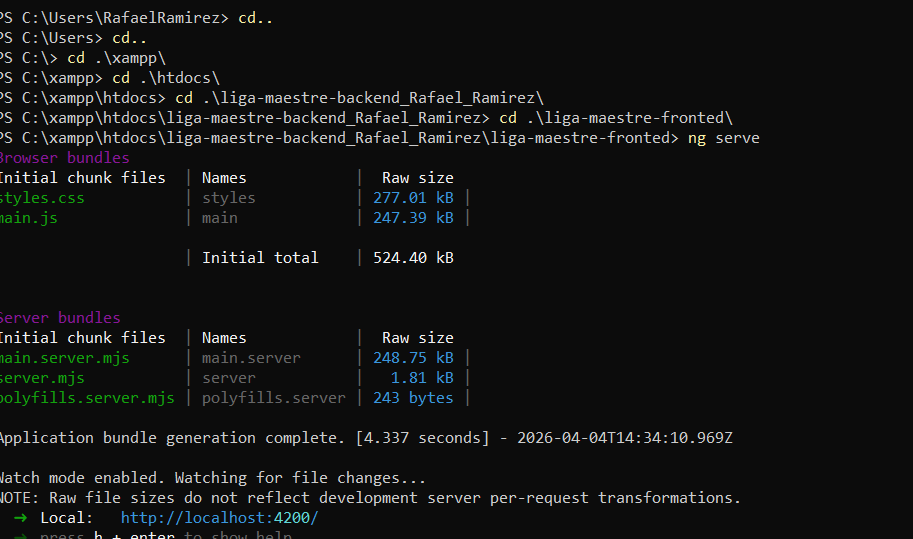 PS C:\Users\RafaelRamirez> cd..
PS C:\Users> cd..
PS C:\> cd .\xampp\
PS C:\xampp> cd .\htdocs\
PS C:\xampp\htdocs> cd .\liga-maestre-backend_Rafael_Ramirez\
PS C:\xampp\htdocs\liga-maestre-backend_Rafael_Ramirez> cd .\liga-maestre-fronted\
PS C:\xampp\htdocs\liga-maestre-backend_Rafael_Ramirez\liga-maestre-fronted> ng serve
Browser bundles
Initial chunk files | Names | Raw size
styles.css | styles | 277.01 kB |
main.js | main | 247.39 kB |
| Initial total | 524.40 kB
Server bundles
Initial chunk files | Names | Raw size
main.server.mjs | main.server | 248.75 kB |
server.mjs | server | 1.81 kB |
polyfills.server.mjs | polyfills.server | 243 bytes |
Application bundle generation complete. [4.337 seconds] - 2026-04-04T14:34:10.969Z
Watch mode enabled. Watching for file changes...
NOTE: Raw file sizes do not reflect development server per-request transformations.
➜ Local: http://localhost:4200/
➜ press h + enter to show help